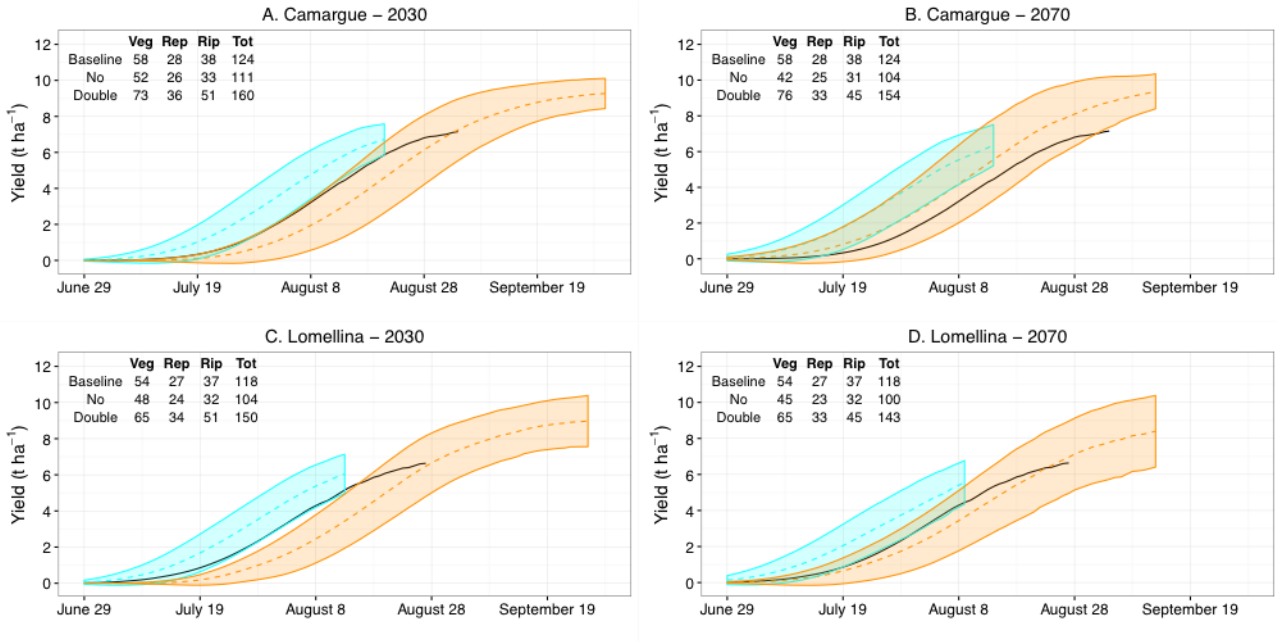 A. Camargue – 2030
Veg Rep Rip Tot
Baseline 58 28 38 124
No 52 26 33 111
Double 73 36 51 160
Yield (t ha⁻¹)
12
10
8
6
4
2
0
June 29 July 19 August 8 August 28 September 19
B. Camargue – 2070
Veg Rep Rip Tot
Baseline 58 28 38 124
No 42 25 31 104
Double 76 33 45 154
Yield (t ha⁻¹)
12
10
8
6
4
2
0
June 29 July 19 August 8 August 28 September 19
C. Lomellina – 2030
Veg Rep Rip Tot
Baseline 54 27 37 118
No 48 24 32 104
Double 65 34 51 150
Yield (t ha⁻¹)
12
10
8
6
4
2
0
June 29 July 19 August 8 August 28 September 19
D. Lomellina – 2070
Veg Rep Rip Tot
Baseline 54 27 37 118
No 45 23 32 100
Double 65 33 45 143
Yield (t ha⁻¹)
12
10
8
6
4
2
0
June 29 July 19 August 8 August 28 September 19